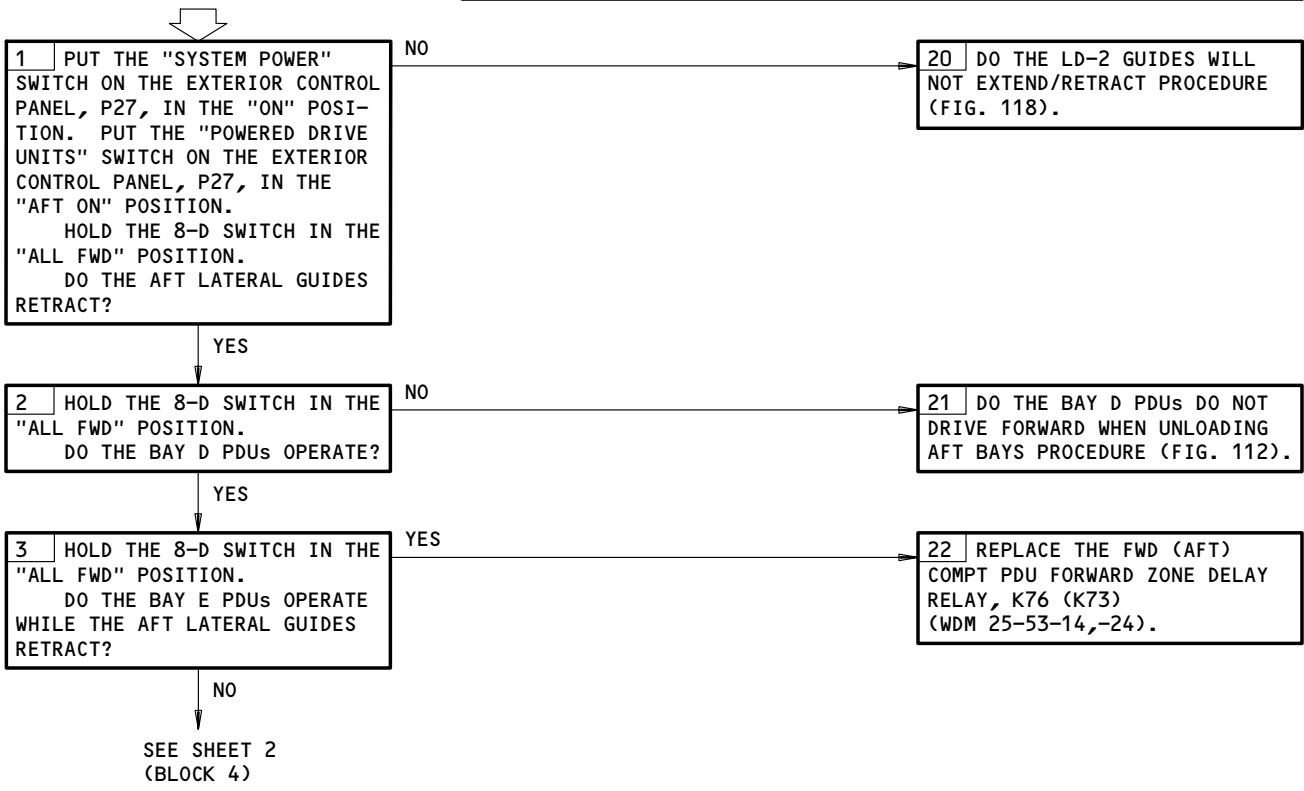 1 PUT THE "SYSTEM POWER"
SWITCH ON THE EXTERIOR CONTROL
PANEL, P27, IN THE "ON" POSI-
TION. PUT THE "POWERED DRIVE
UNITS" SWITCH ON THE EXTERIOR
CONTROL PANEL, P27, IN THE
"AFT ON" POSITION.
HOLD THE 8-D SWITCH IN THE
"ALL FWD" POSITION.
DO THE AFT LATERAL GUIDES
RETRACT?
NO
20 DO THE LD-2 GUIDES WILL
NOT EXTEND/RETRACT PROCEDURE
(FIG. 118).
YES
2 HOLD THE 8-D SWITCH IN THE
"ALL FWD" POSITION.
DO THE BAY D PDUs OPERATE?
NO
21 DO THE BAY D PDUs DO NOT
DRIVE FORWARD WHEN UNLOADING
AFT BAYS PROCEDURE (FIG. 112).
YES
3 HOLD THE 8-D SWITCH IN THE
"ALL FWD" POSITION.
DO THE BAY E PDUs OPERATE
WHILE THE AFT LATERAL GUIDES
RETRACT?
YES
22 REPLACE THE FWD (AFT)
COMPT PDU FORWARD ZONE DELAY
RELAY, K76 (K73)
(WDM 25-53-14,-24).
NO
SEE SHEET 2
(BLOCK 4)